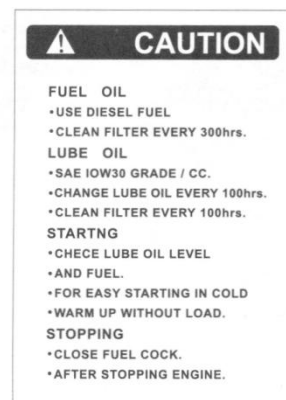 CAUTION
FUEL OIL
•USE DIESEL FUEL
•CLEAN FILTER EVERY 300hrs.
LUBE OIL
•SAE IOW30 GRADE / CC.
•CHANGE LUBE OIL EVERY 100hrs.
•CLEAN FILTER EVERY 100hrs.
STARTNG
•CHECE LUBE OIL LEVEL
•AND FUEL.
•FOR EASY STARTING IN COLD
•WARM UP WITHOUT LOAD.
STOPPING
•CLOSE FUEL COCK.
•AFTER STOPPING ENGINE.